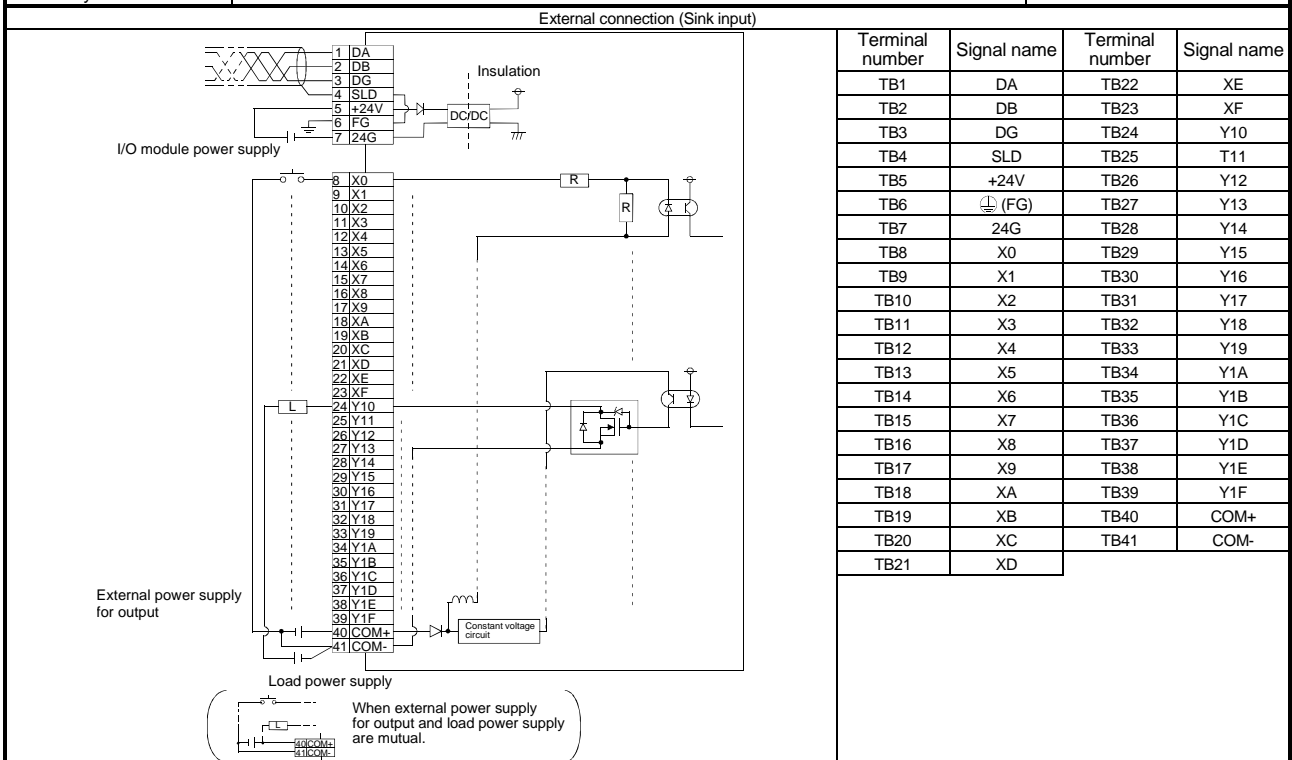 External connection (Sink input)
1 DA
2 DB
3 DG
4 SLD
5 +24V
6 FG
7 24G
Insulation
DC/DC
I/O module power supply
8 X0
9 X1
10 X2
11 X3
12 X4
13 X5
14 X6
15 X7
16 X8
17 X9
18 XA
19 XB
20 XC
21 XD
22 XE
23 XF
24 Y10
25 Y11
26 Y12
27 Y13
28 Y14
29 Y15
30 Y16
31 Y17
32 Y18
33 Y19
34 Y1A
35 Y1B
36 Y1C
37 Y1D
38 Y1E
39 Y1F
40 COM+
41 COM-
R
R
L
External power supply
for output
Constant voltage
circuit
Load power supply
L
40 COM+
41 COM-
When external power supply
for output and load power supply
are mutual.
Terminal number Signal name Terminal number Signal name
TB1 DA TB22 XE
TB2 DB TB23 XF
TB3 DG TB24 Y10
TB4 SLD TB25 T11
TB5 +24V TB26 Y12
TB6 (FG) TB27 Y13
TB7 24G TB28 Y14
TB8 X0 TB29 Y15
TB9 X1 TB30 Y16
TB10 X2 TB31 Y17
TB11 X3 TB32 Y18
TB12 X4 TB33 Y19
TB13 X5 TB34 Y1A
TB14 X6 TB35 Y1B
TB15 X7 TB36 Y1C
TB16 X8 TB37 Y1D
TB17 X9 TB38 Y1E
TB18 XA TB39 Y1F
TB19 XB TB40 COM+
TB20 XC TB41 COM-
TB21 XD